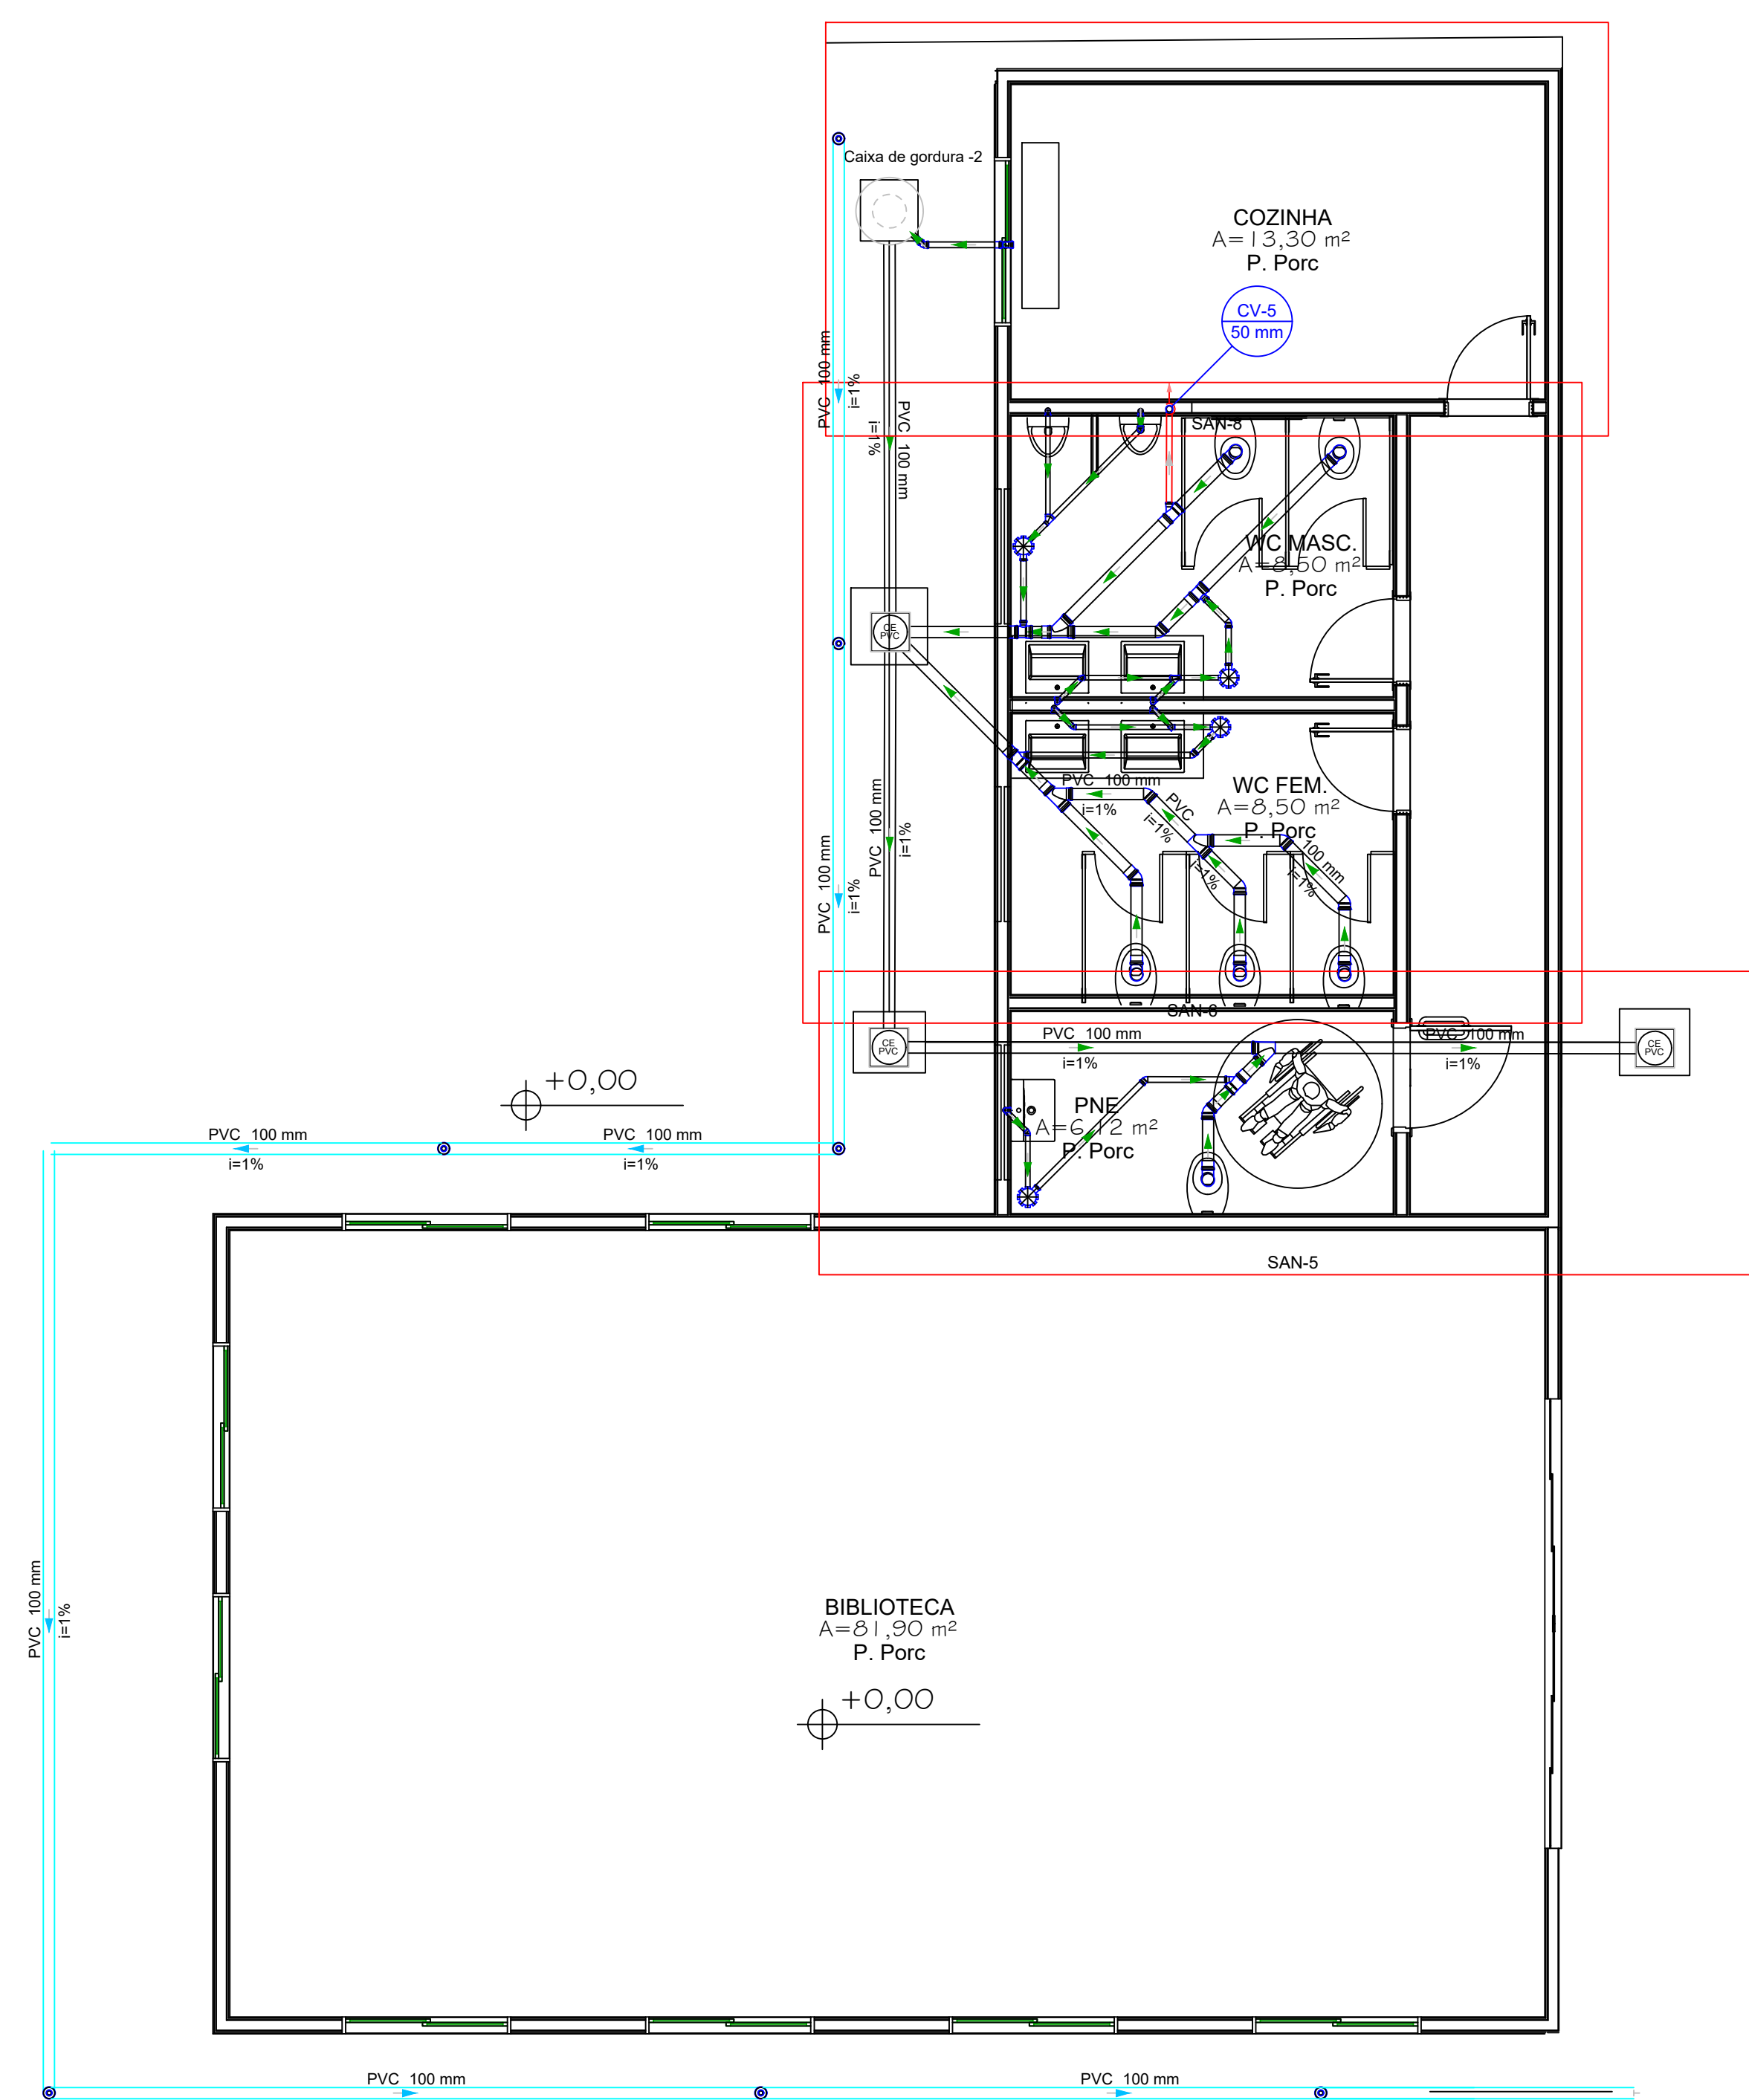 Caixa de gordura -2
COZINHA
A=13,30 m²
P. Porc
CV-5
50 mm
PVC 100 mm
i=1%
PVC 100 mm
i=1%
SAN-8
WC MASC.
A=8,50 m²
P. Porc
CE
PVC
PVC 100 mm
i=1%
PVC
i=1%
WC FEM.
A=8,50 m²
P. Porc
100 mm
i=1%
i=1%
PVC 100 mm
i=1%
PVC 100 mm
i=1%
SAN-6
CE
PVC
PVC 100 mm
i=1%
PVC 100 mm
i=1%
CE
PVC
+0,00
PNE
A=6,12 m²
P. Porc
PVC 100 mm
i=1%
PVC 100 mm
i=1%
SAN-5
PVC 100 mm
i=1%
BIBLIOTECA
A=81,90 m²
P. Porc
+0,00
PVC 100 mm
PVC 100 mm